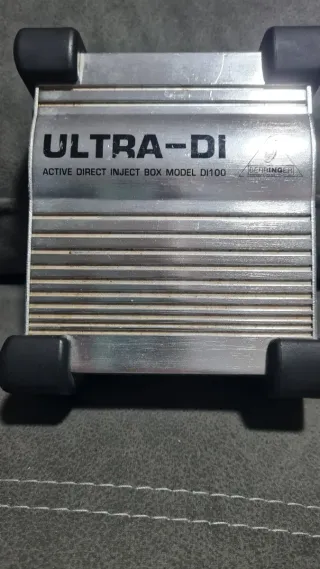 ULTRA-DI
ACTIVE DIRECT INJECT BOX MODEL DI100
BEHRINGER